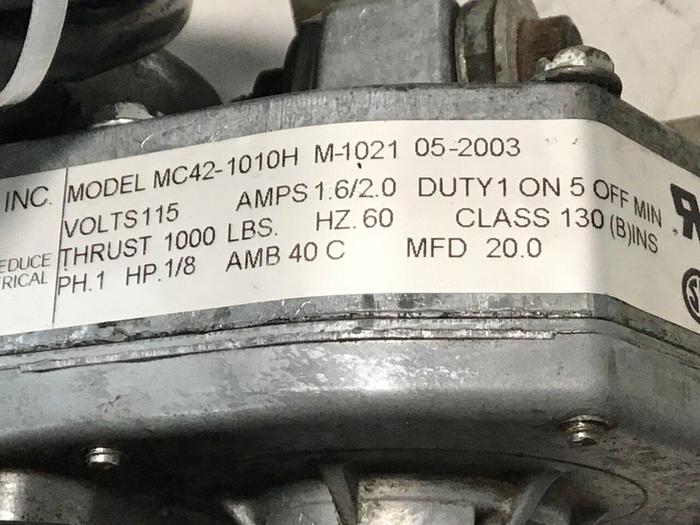 INC.
MODEL MC42-1010H M-1021 05-2003
VOLTS115 AMPS 1.6/2.0 DUTY1 ON 5 OFF MIN.
THRUST 1000 LBS. HZ. 60 CLASS 130 (B)INS
PH.1 HP.1/8 AMB 40 C MFD 20.0
EDUCE
RICAL